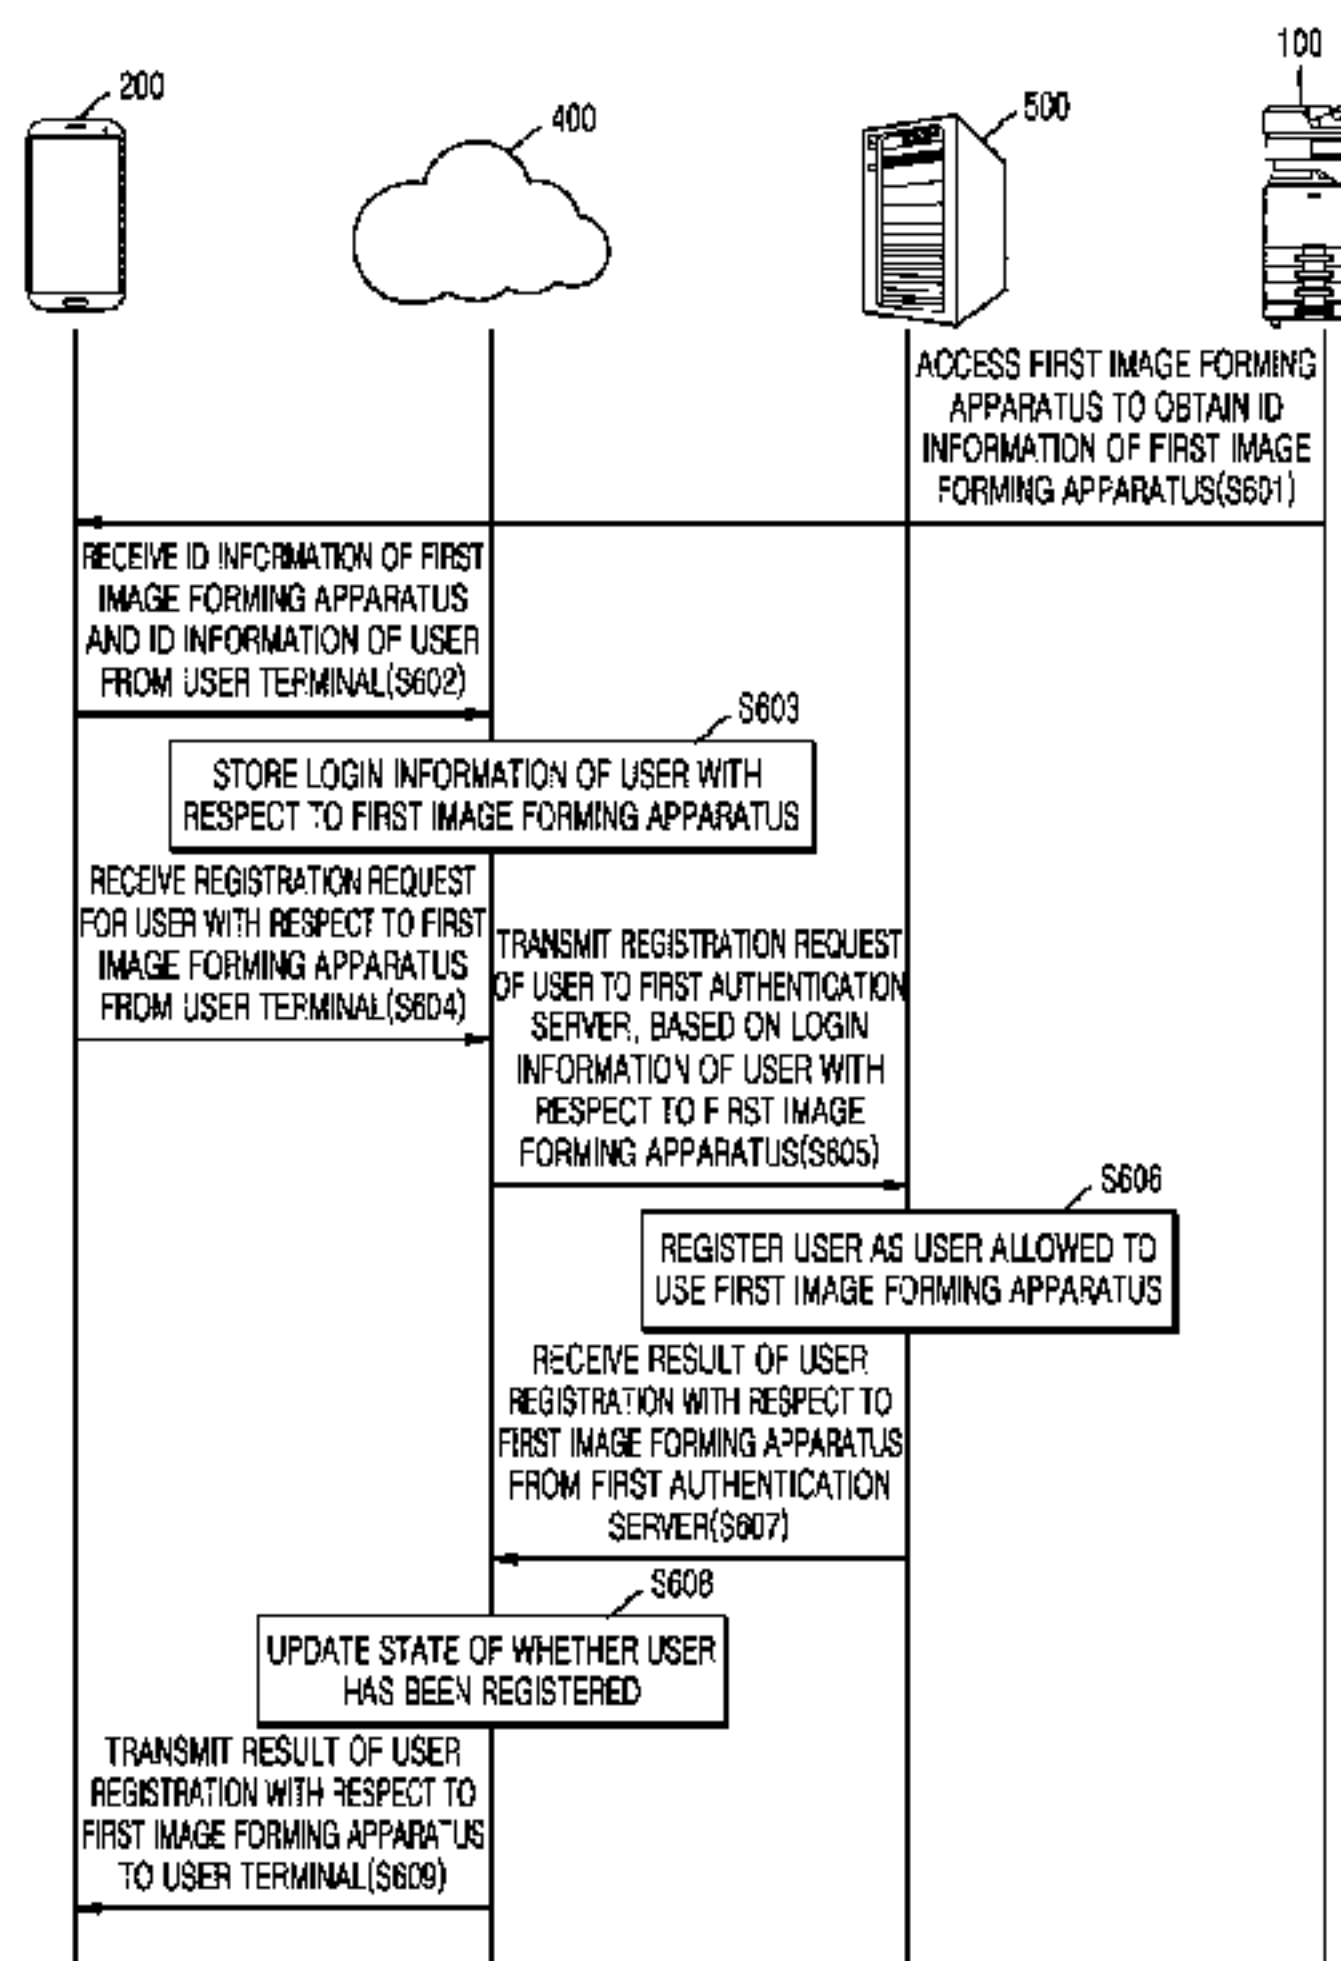 100
200
400
500
ACCESS FIRST IMAGE FORMING
APPARATUS TO OBTAIN ID
INFORMATION OF FIRST IMAGE
FORMING APPARATUS(S601)
RECEIVE ID INFORMATION OF FIRST
IMAGE FORMING APPARATUS
AND ID INFORMATION OF USER
FROM USER TERMINAL(S602)
S603
STORE LOGIN INFORMATION OF USER WITH
RESPECT TO FIRST IMAGE FORMING APPARATUS
RECEIVE REGISTRATION REQUEST
FOR USER WITH RESPECT TO FIRST
IMAGE FORMING APPARATUS
FROM USER TERMINAL(S604)
TRANSMIT REGISTRATION REQUEST
OF USER TO FIRST AUTHENTICATION
SERVER, BASED ON LOGIN
INFORMATION OF USER WITH
RESPECT TO FIRST IMAGE
FORMING APPARATUS(S605)
S606
REGISTER USER AS USER ALLOWED TO
USE FIRST IMAGE FORMING APPARATUS
RECEIVE RESULT OF USER
REGISTRATION WITH RESPECT TO
FIRST IMAGE FORMING APPARATUS
FROM FIRST AUTHENTICATION
SERVER(S607)
S608
UPDATE STATE OF WHETHER USER
HAS BEEN REGISTERED
TRANSMIT RESULT OF USER
REGISTRATION WITH RESPECT TO
FIRST IMAGE FORMING APPARATUS
TO USER TERMINAL(S609)